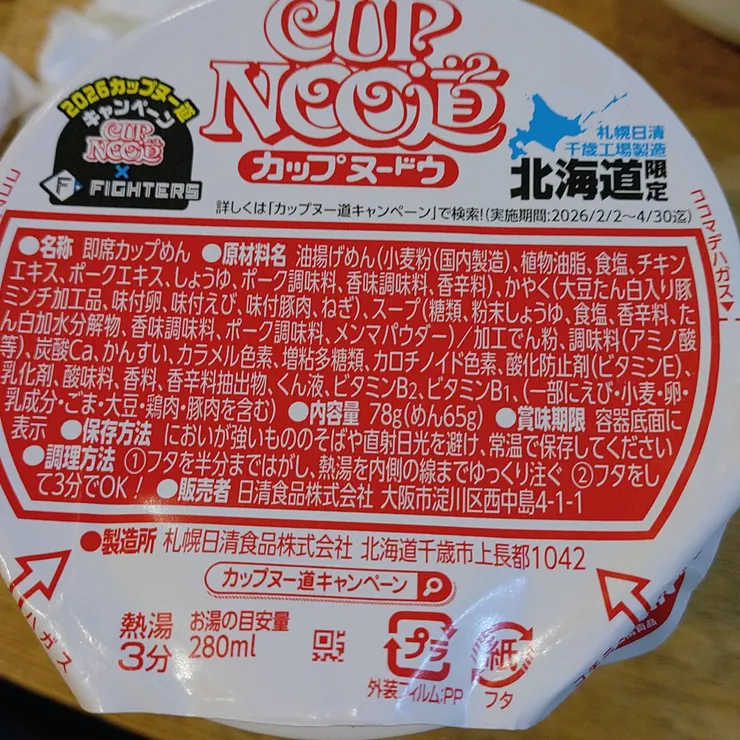 CUP
NOO道
カップヌードウ
2026カップヌー道
キャンペーン
CUP
NOO道
×
F FIGHTERS
札幌日清
千歳工場製造
北海道限定
詳しくは「カップヌー道キャンペーン」で検索!(実施期間:2026/2/2～4/30迄)
ココマデハガス
●名称 即席カップめん ●原材料名 油揚げめん(小麦粉(国内製造)、植物油脂、食塩、チキン
エキス、ポークエキス、しょうゆ、ポーク調味料、香味調味料、香辛料)、かやく(大豆たん白入り豚
ミンチ加工品、味付卵、味付えび、味付豚肉、ねぎ)、スープ(糖類、粉末しょうゆ、食塩、香辛料、た
ん白加水分解物、香味調味料、ポーク調味料、メンマパウダー)/加工でん粉、調味料(アミノ酸
等)、炭酸Ca、かんすい、カラメル色素、増粘多糖類、カロチノイド色素、酸化防止剤(ビタミンE)、
乳化剤、酸味料、香料、香辛料抽出物、くん液、ビタミンB2、ビタミンB1、(一部にえび・小麦・卵・
乳成分・ごま・大豆・鶏肉・豚肉を含む) ●内容量 78g(めん65g) ●賞味期限 容器底面に
表示 ●保存方法 においが強いもののそばや直射日光を避け、常温で保存してください
●調理方法 ①フタを半分まではがし、熱湯を内側の線までゆっくり注ぐ ②フタをし
て3分でOK! ●販売者 日清食品株式会社 大阪市淀川区西中島4-1-1
●製造所 札幌日清食品株式会社 北海道千歳市上長都1042
カップヌー道キャンペーン
熱湯
3分
お湯の目安量
280ml
プラ
外装フィルム:PP
紙
フタ
ハガス